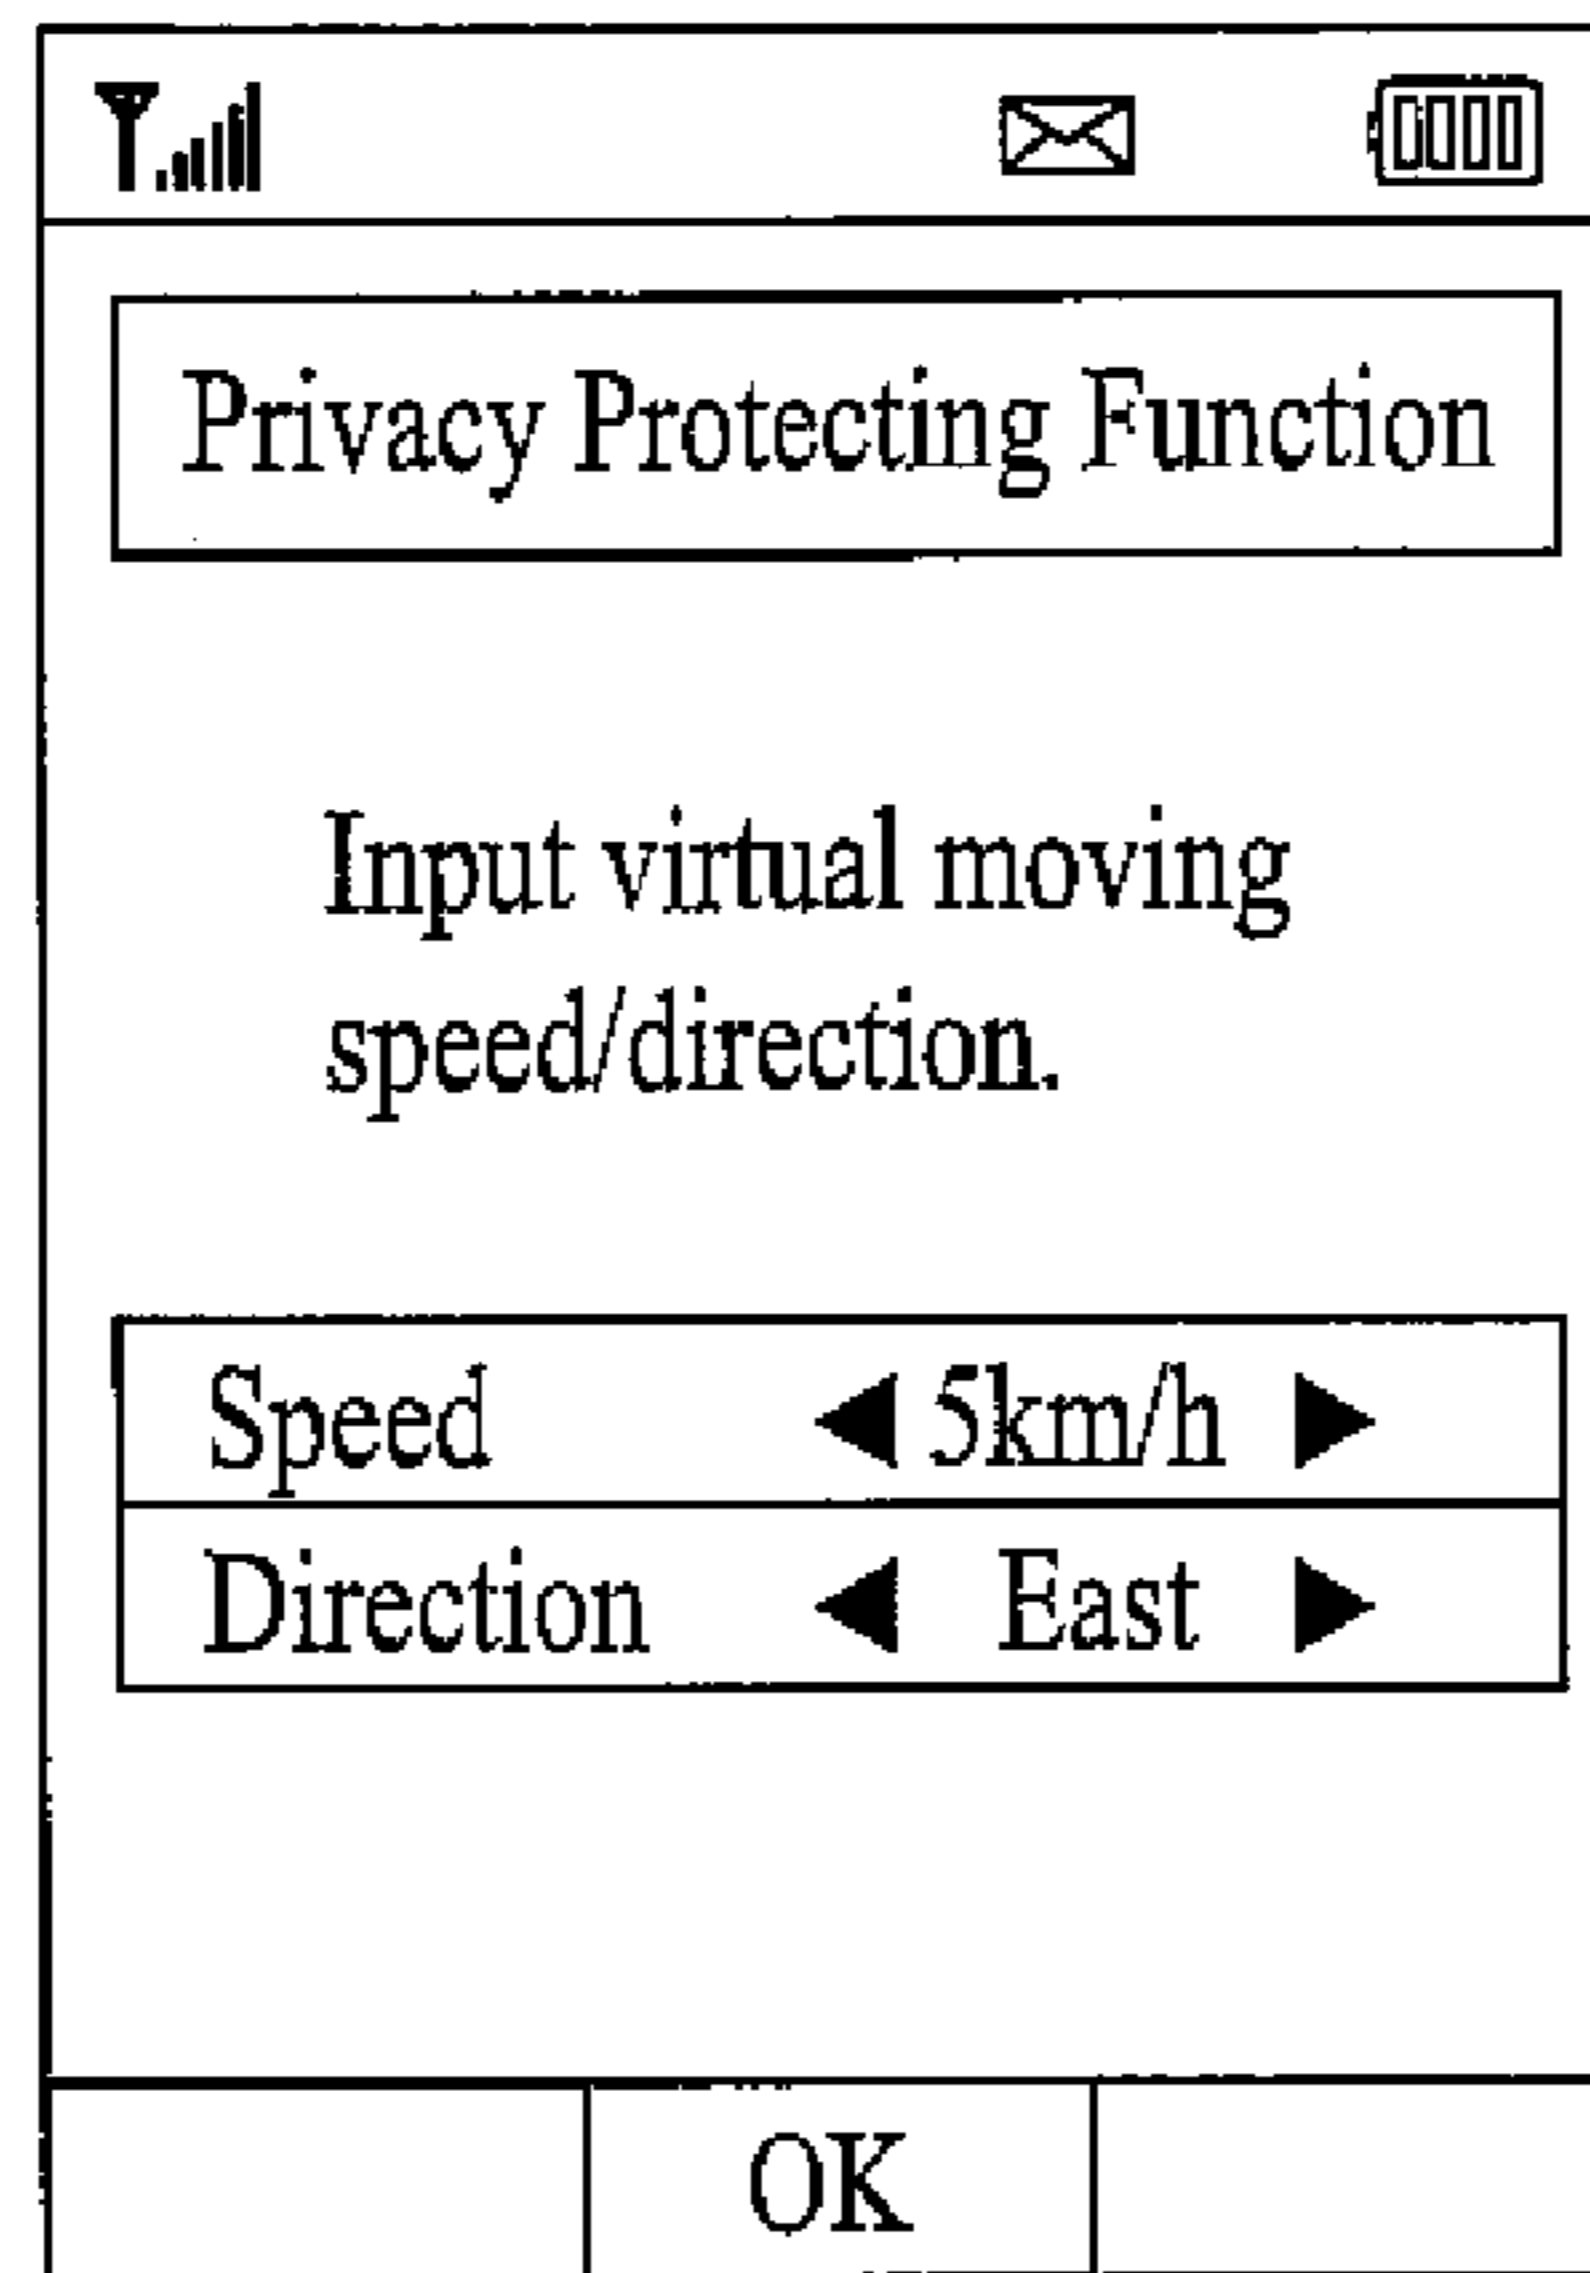 Privacy Protecting Function
Input virtual moving
speed/direction.
Speed ◀ 5km/h ▶
Direction ◀ East ▶
OK